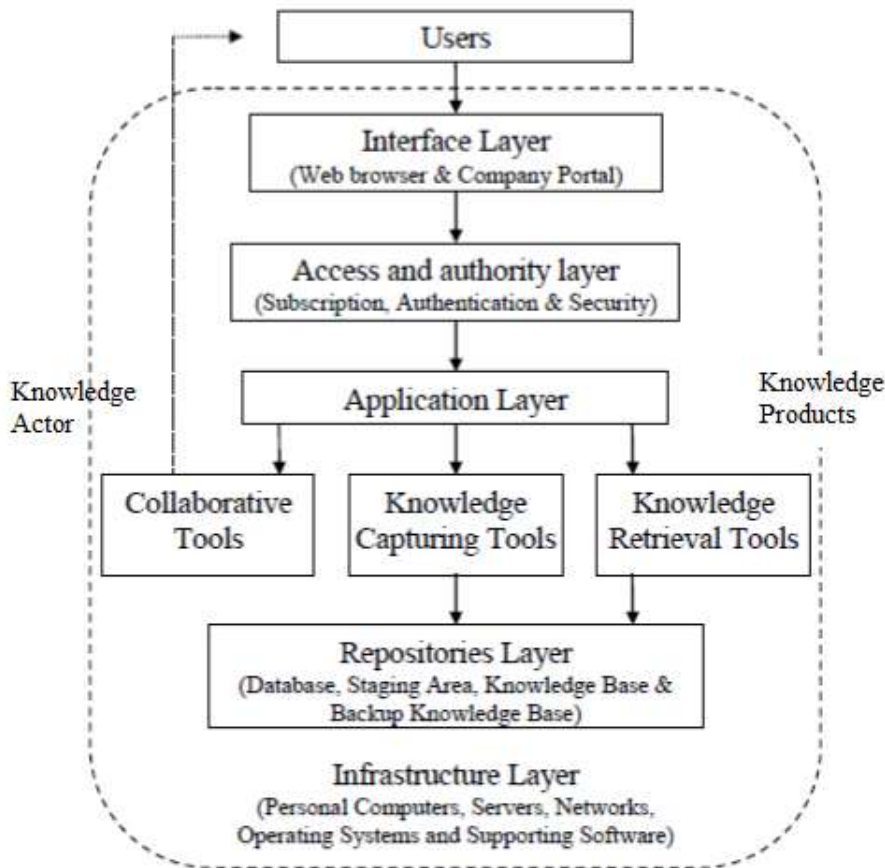 Users
Interface Layer
(Web browser & Company Portal)
Access and authority layer
(Subscription, Authentication & Security)
Knowledge
Actor
Application Layer
Knowledge
Products
Collaborative
Tools
Knowledge
Capturing Tools
Knowledge
Retrieval Tools
Repositories Layer
(Database, Staging Area, Knowledge Base &
Backup Knowledge Base)
Infrastructure Layer
(Personal Computers, Servers, Networks,
Operating Systems and Supporting Software)